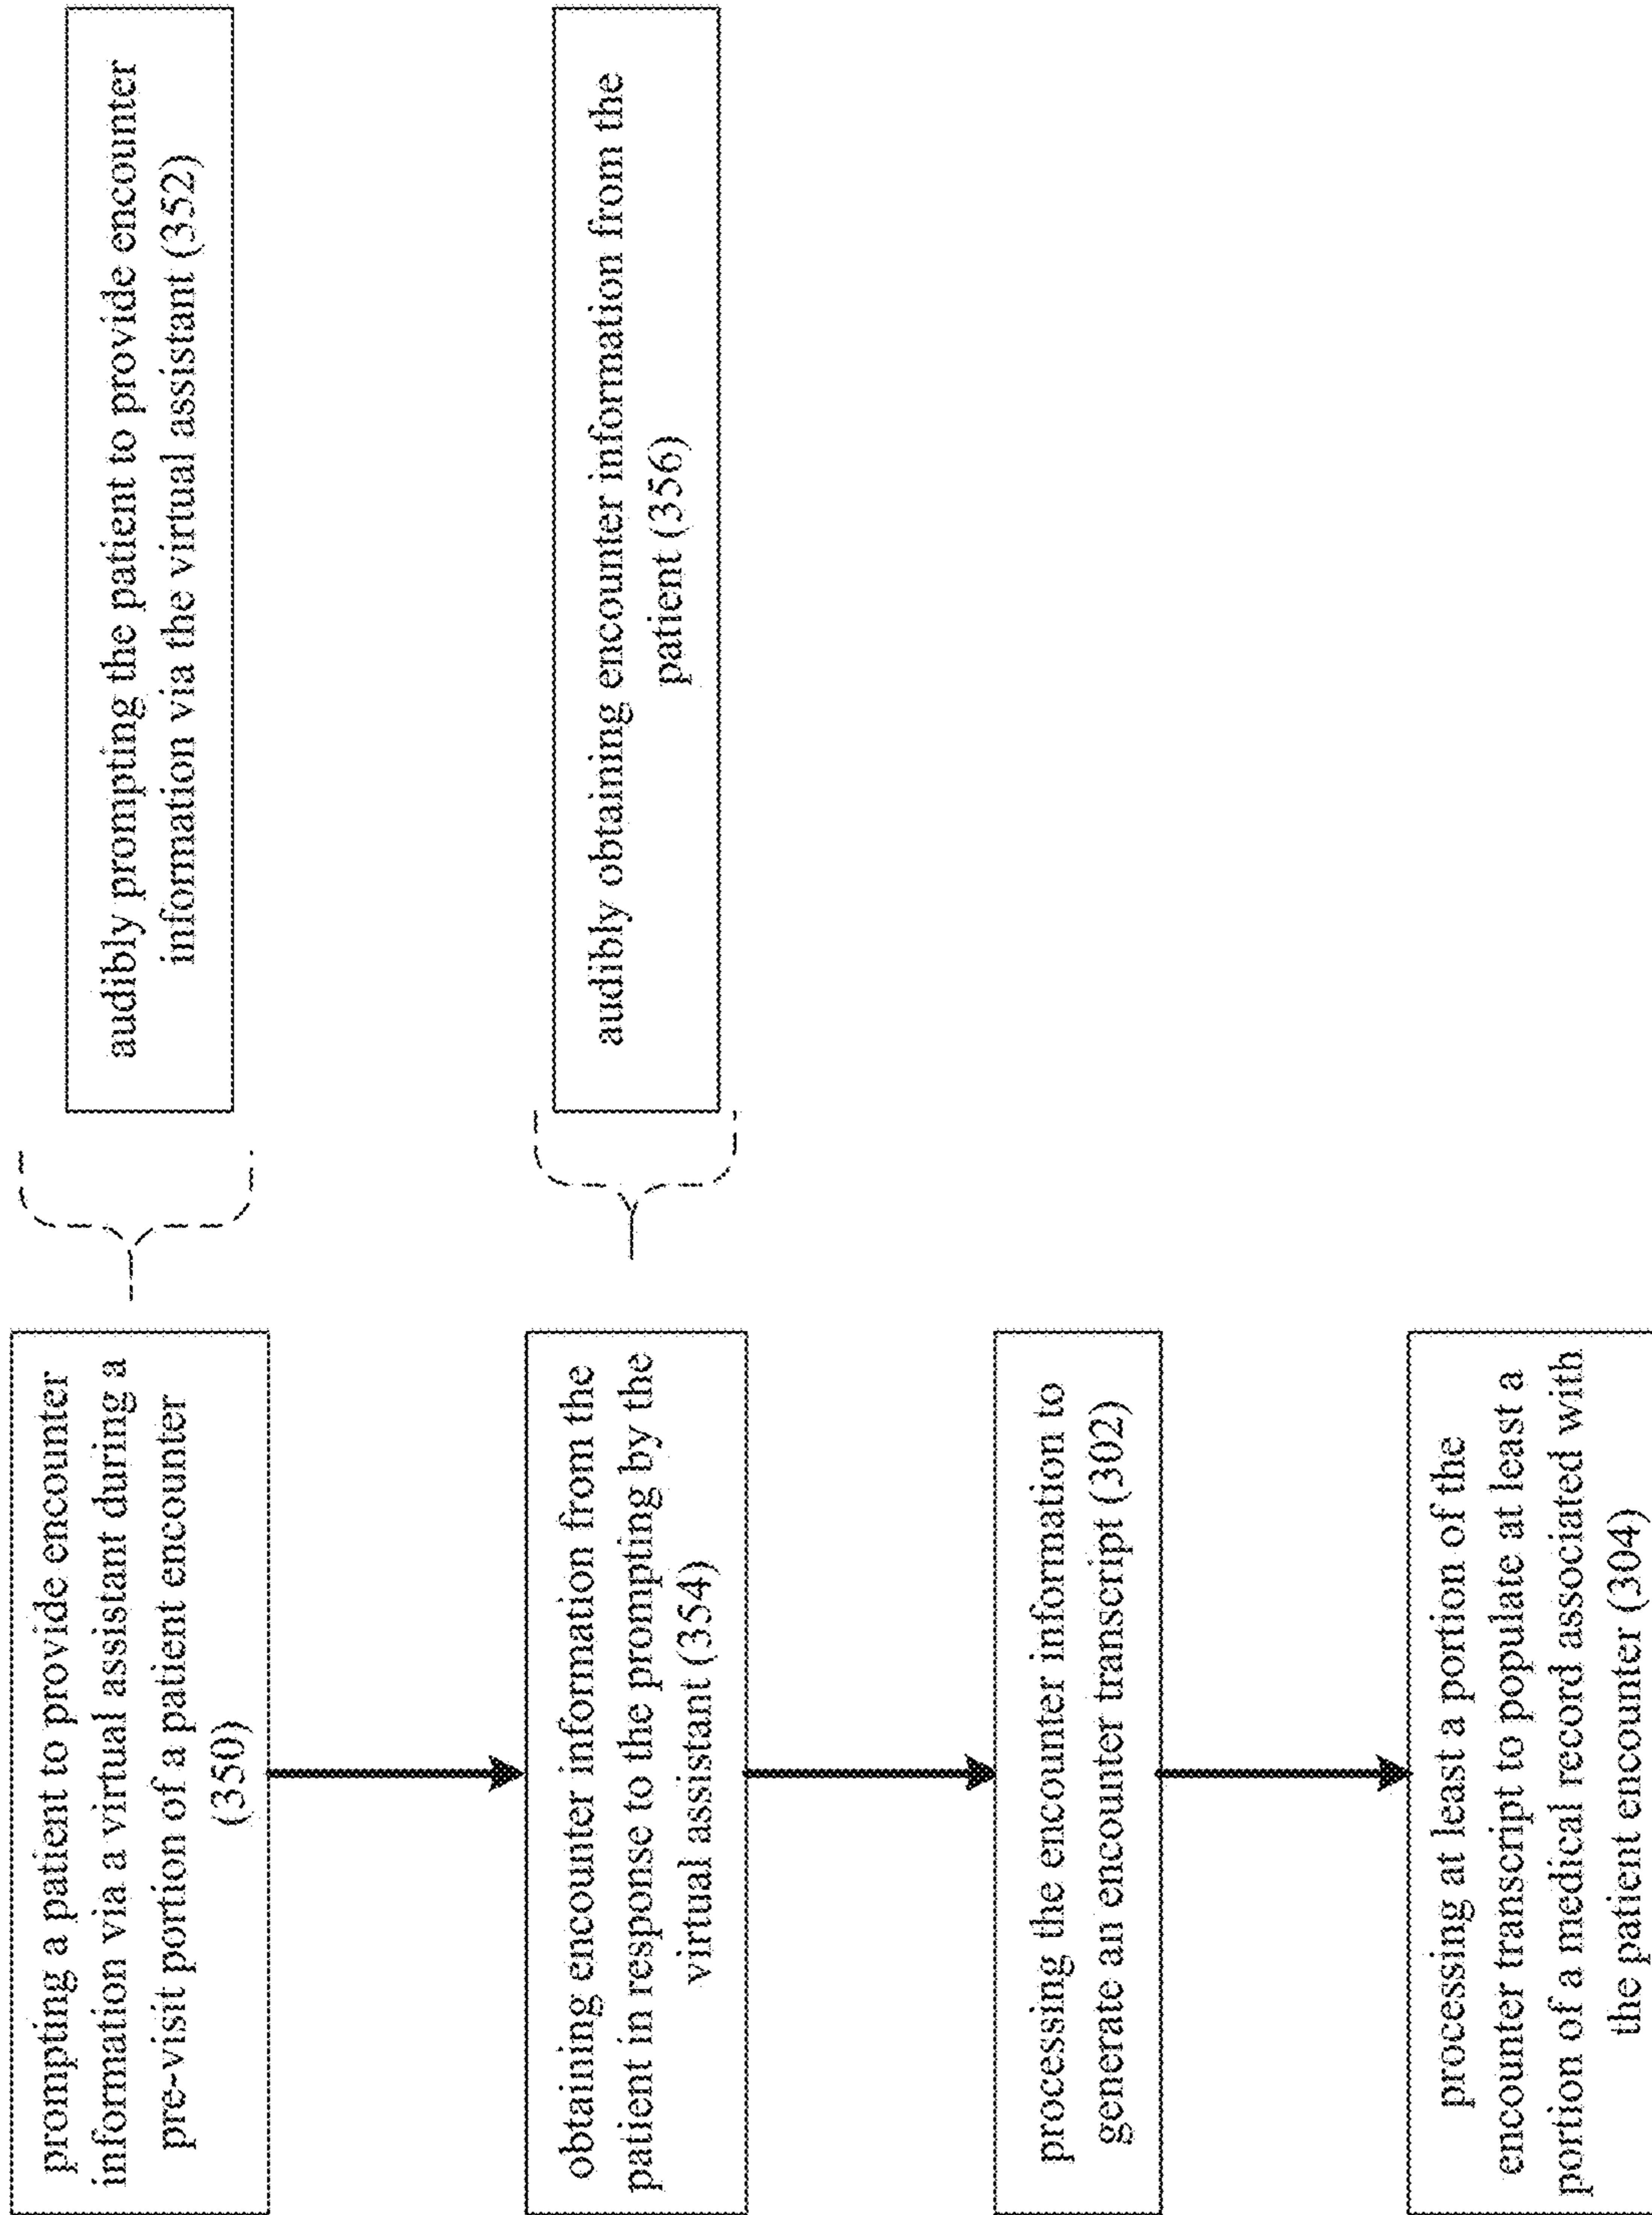 prompting a patient to provide encounter
information via a virtual assistant during a
pre-visit portion of a patient encounter
(350)
audibly prompting the patient to provide encounter
information via the virtual assistant (352)
obtaining encounter information from the
patient in response to the prompting by the
virtual assistant (354)
audibly obtaining encounter information from the
patient (356)
processing the encounter information to
generate an encounter transcript (302)
processing at least a portion of the
encounter transcript to populate at least a
portion of a medical record associated with
the patient encounter (304)